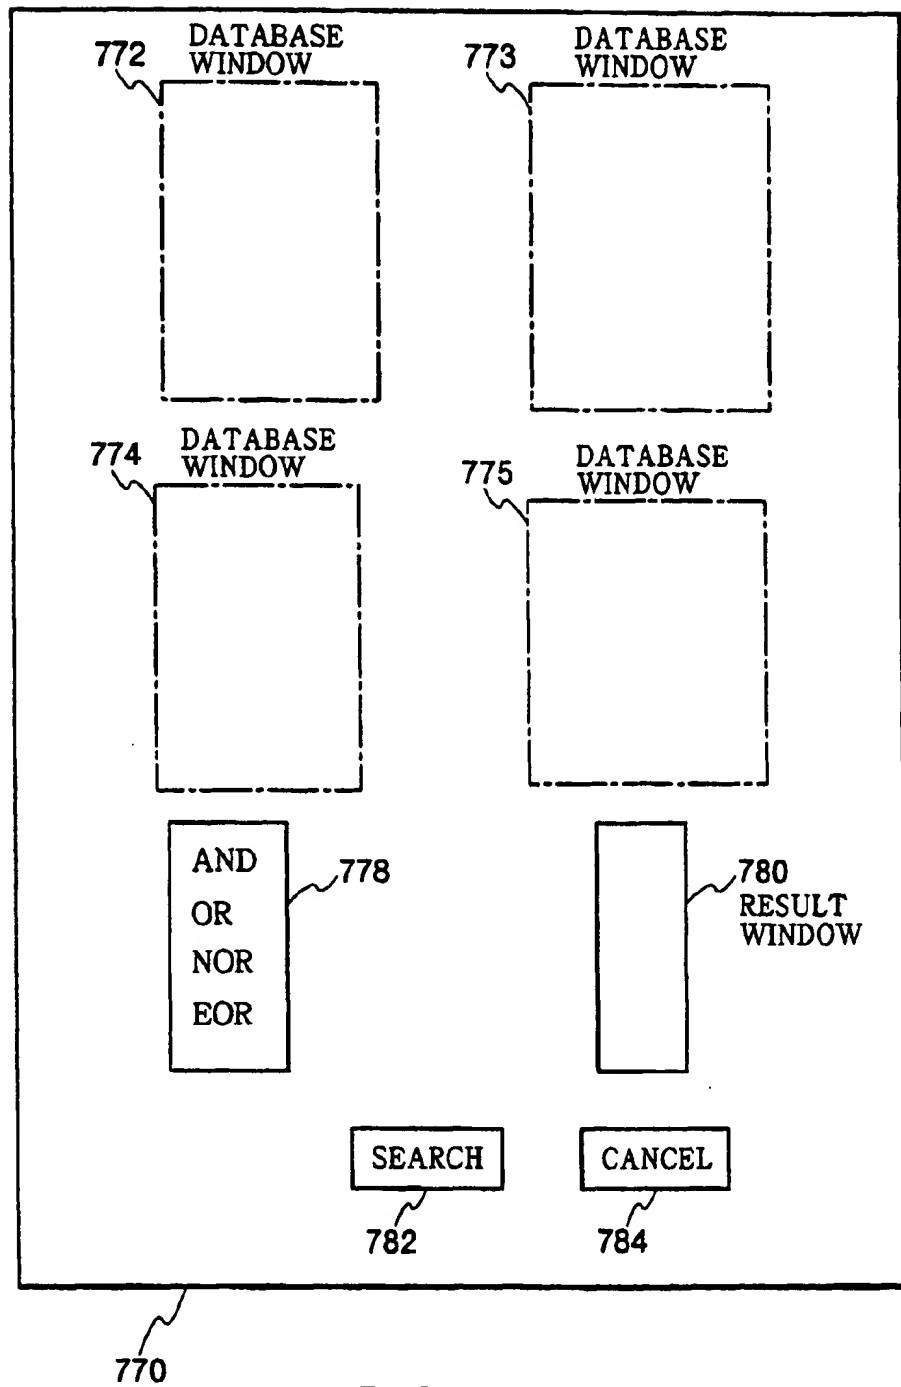 772
DATABASE
WINDOW
773
DATABASE
WINDOW
774
DATABASE
WINDOW
775
DATABASE
WINDOW
AND
OR
NOR
EOR
778
780
RESULT
WINDOW
SEARCH
CANCEL
782
784
770